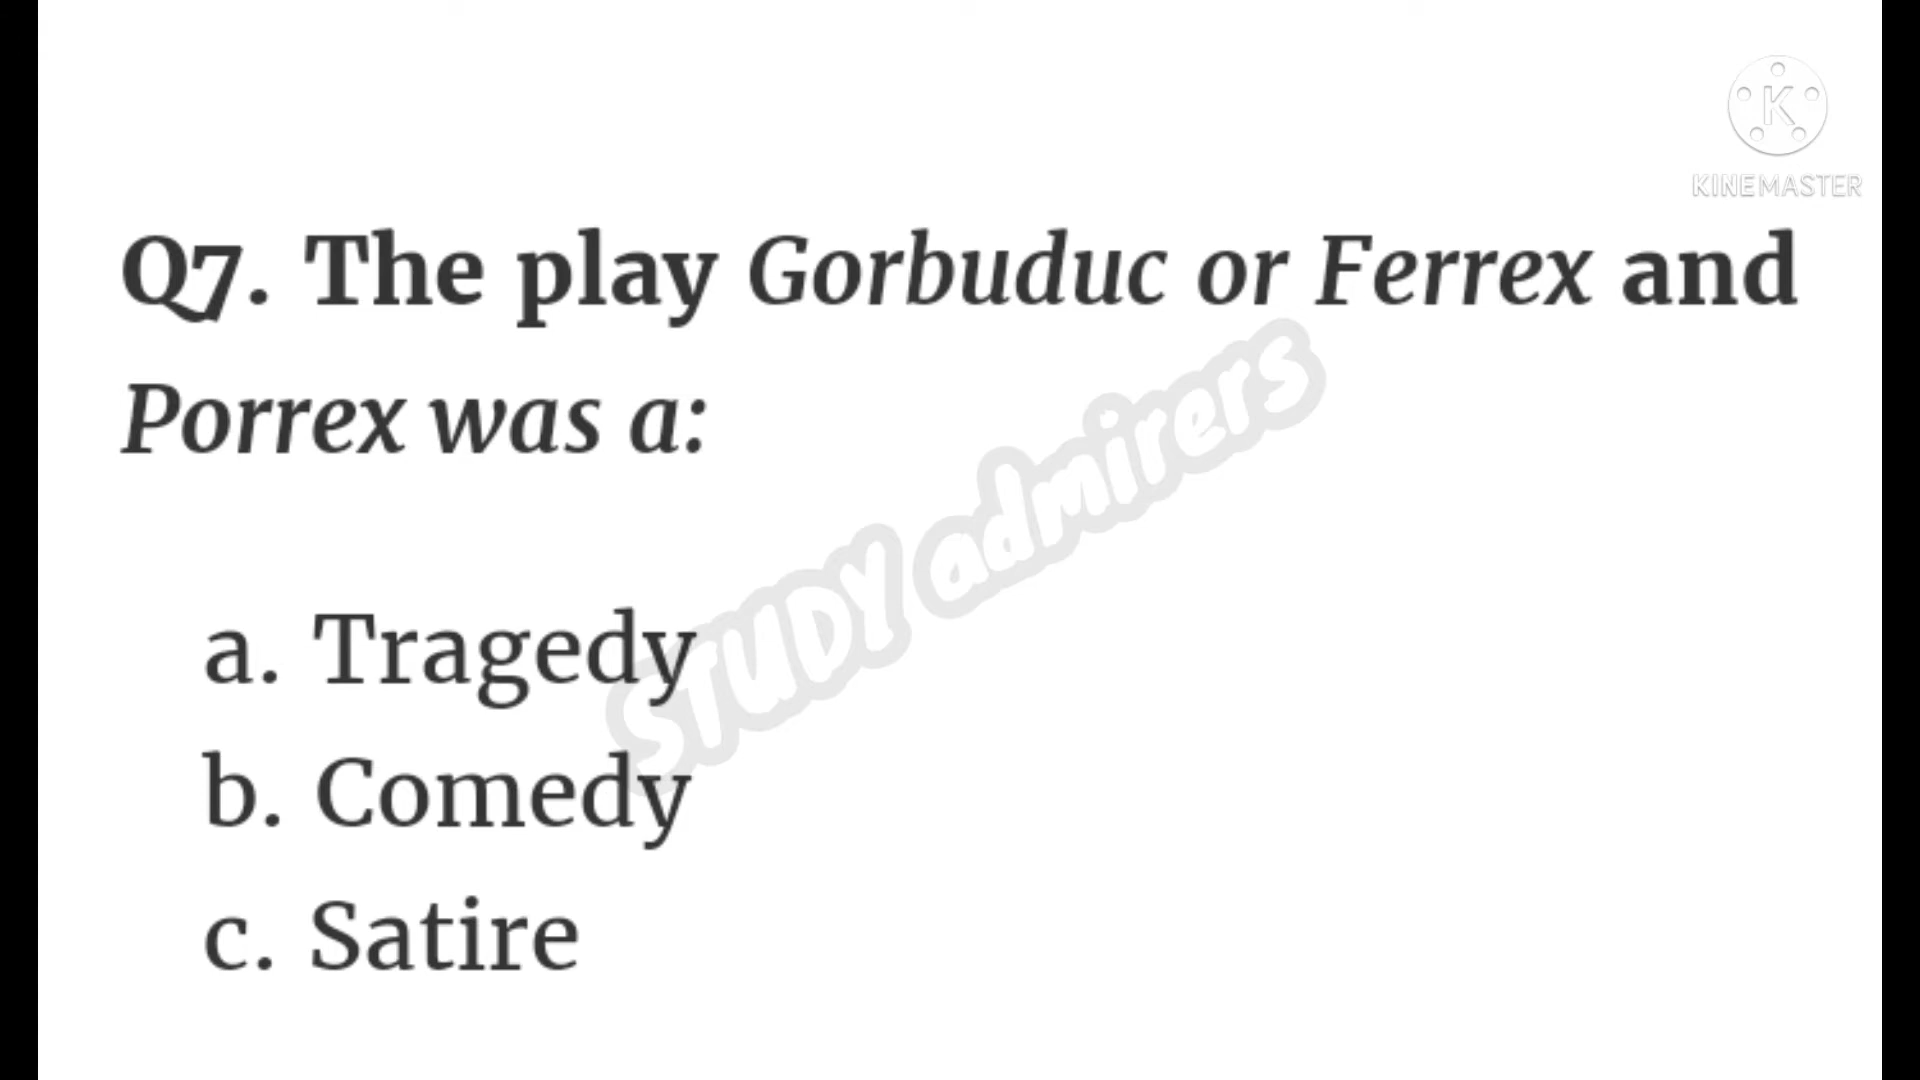 K
KINEMASTER
Q7. The play Gorbuduc or Ferrex and
Porrex was a:
STUDY admirers
a. Tragedy
b. Comedy
c. Satire